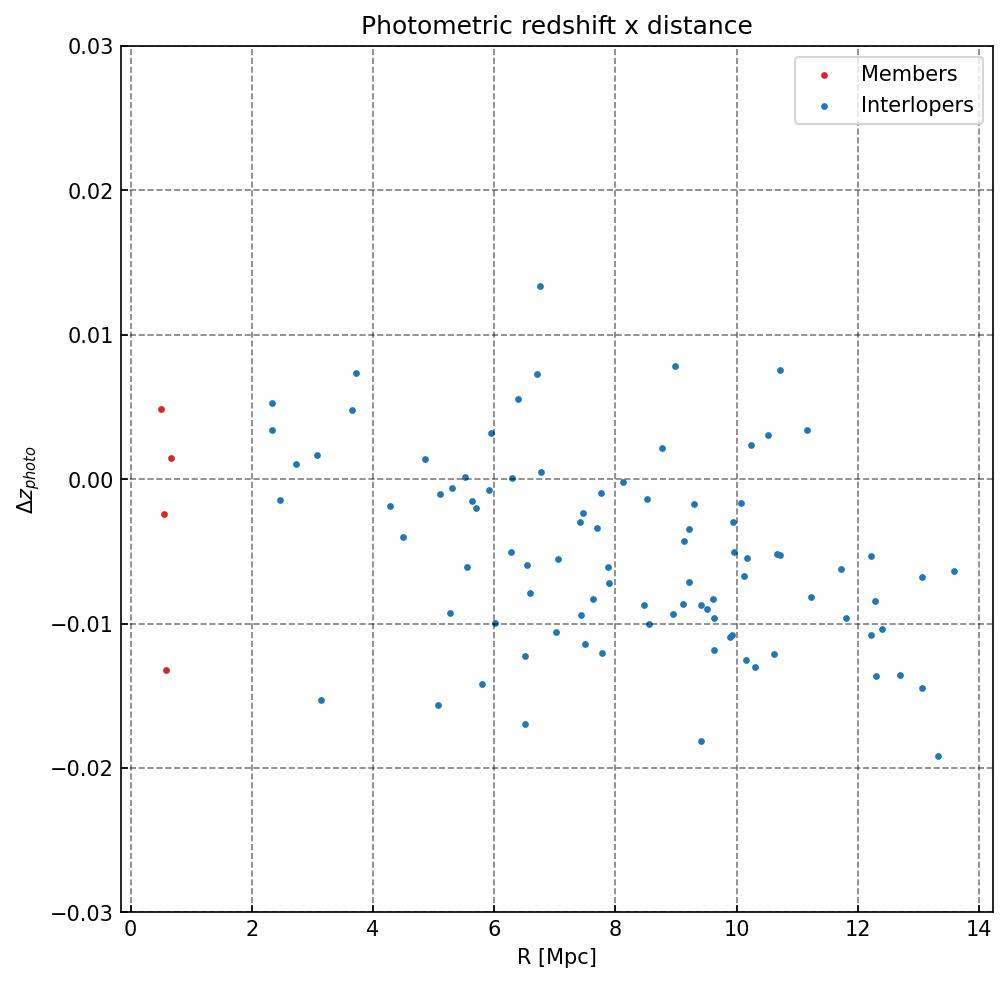 Photometric redshift x distance
0.03
0.02
0.01
0.00
−0.01
−0.02
−0.03
Δz_photo
Members
Interlopers
0 2 4 6 8 10 12 14
R [Mpc]